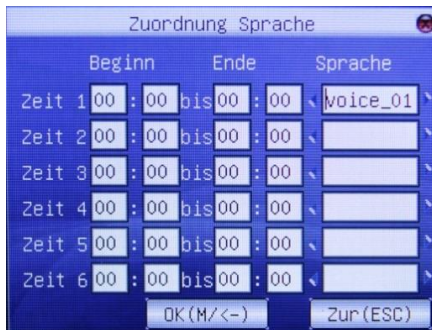 Zuordnung Sprache
Beginn Ende Sprache
Zeit 1 00 : 00 bis 00 : 00 voice_01
Zeit 2 00 : 00 bis 00 : 00
Zeit 3 00 : 00 bis 00 : 00
Zeit 4 00 : 00 bis 00 : 00
Zeit 5 00 : 00 bis 00 : 00
Zeit 6 00 : 00 bis 00 : 00
OK(M/<-) Zur(ESC)